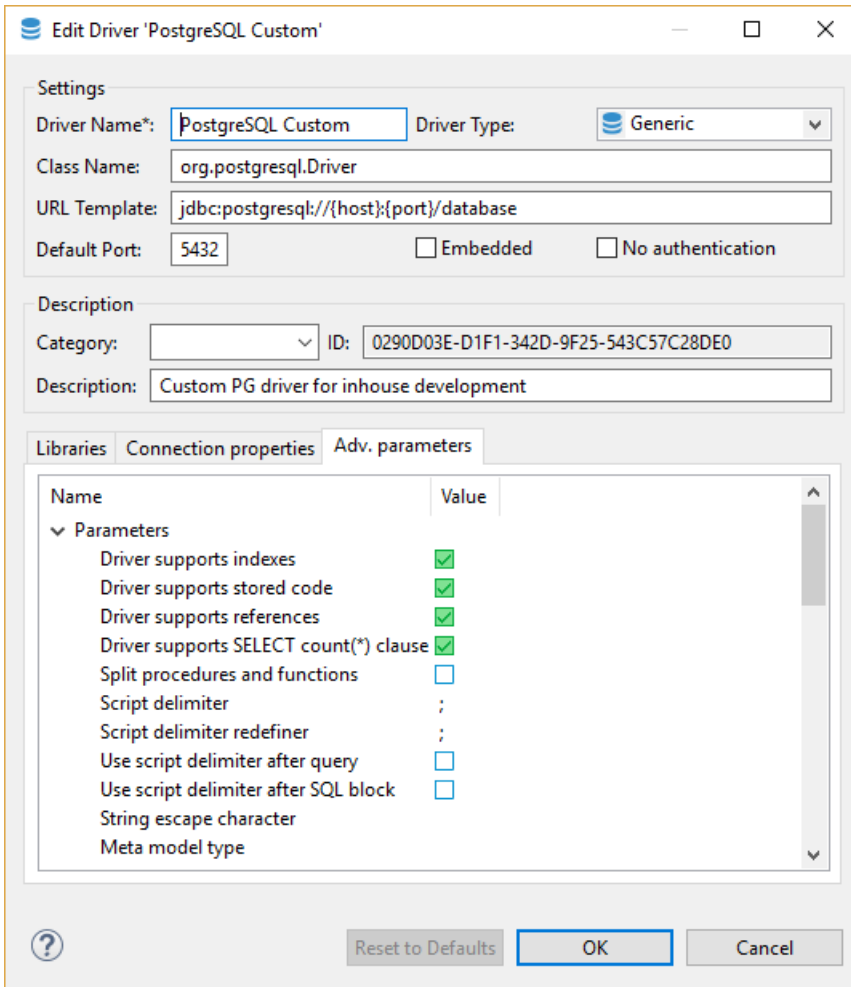 Edit Driver 'PostgreSQL Custom'
Settings
Driver Name*: PostgreSQL Custom Driver Type: Generic
Class Name: org.postgresql.Driver
URL Template: jdbc:postgresql://{host}:{port}/database
Default Port: 5432 Embedded No authentication
Description
Category: ID: 0290D03E-D1F1-342D-9F25-543C57C28DE0
Description: Custom PG driver for inhouse development
Libraries Connection properties Adv. parameters
Name Value
Parameters
Driver supports indexes
Driver supports stored code
Driver supports references
Driver supports SELECT count(*) clause
Split procedures and functions
Script delimiter ;
Script delimiter redefiner ;
Use script delimiter after query
Use script delimiter after SQL block
String escape character
Meta model type
? Reset to Defaults OK Cancel